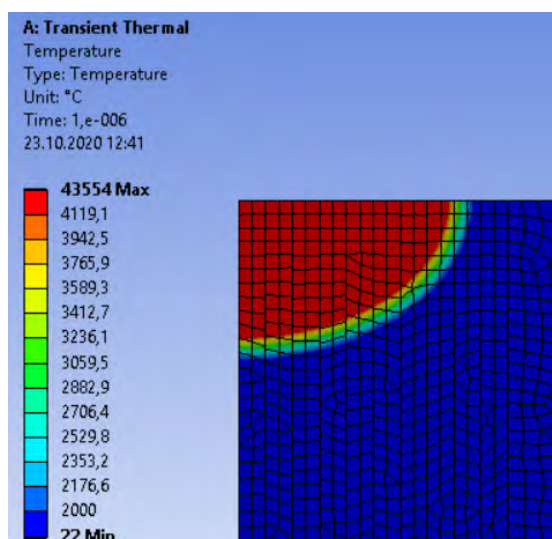 A: Transient Thermal
Temperature
Type: Temperature
Unit: °C
Time: 1,e-006
23.10.2020 12:41
43554 Max
4119,1
3942,5
3765,9
3589,3
3412,7
3236,1
3059,5
2882,9
2706,4
2529,8
2353,2
2176,6
2000
22 Min